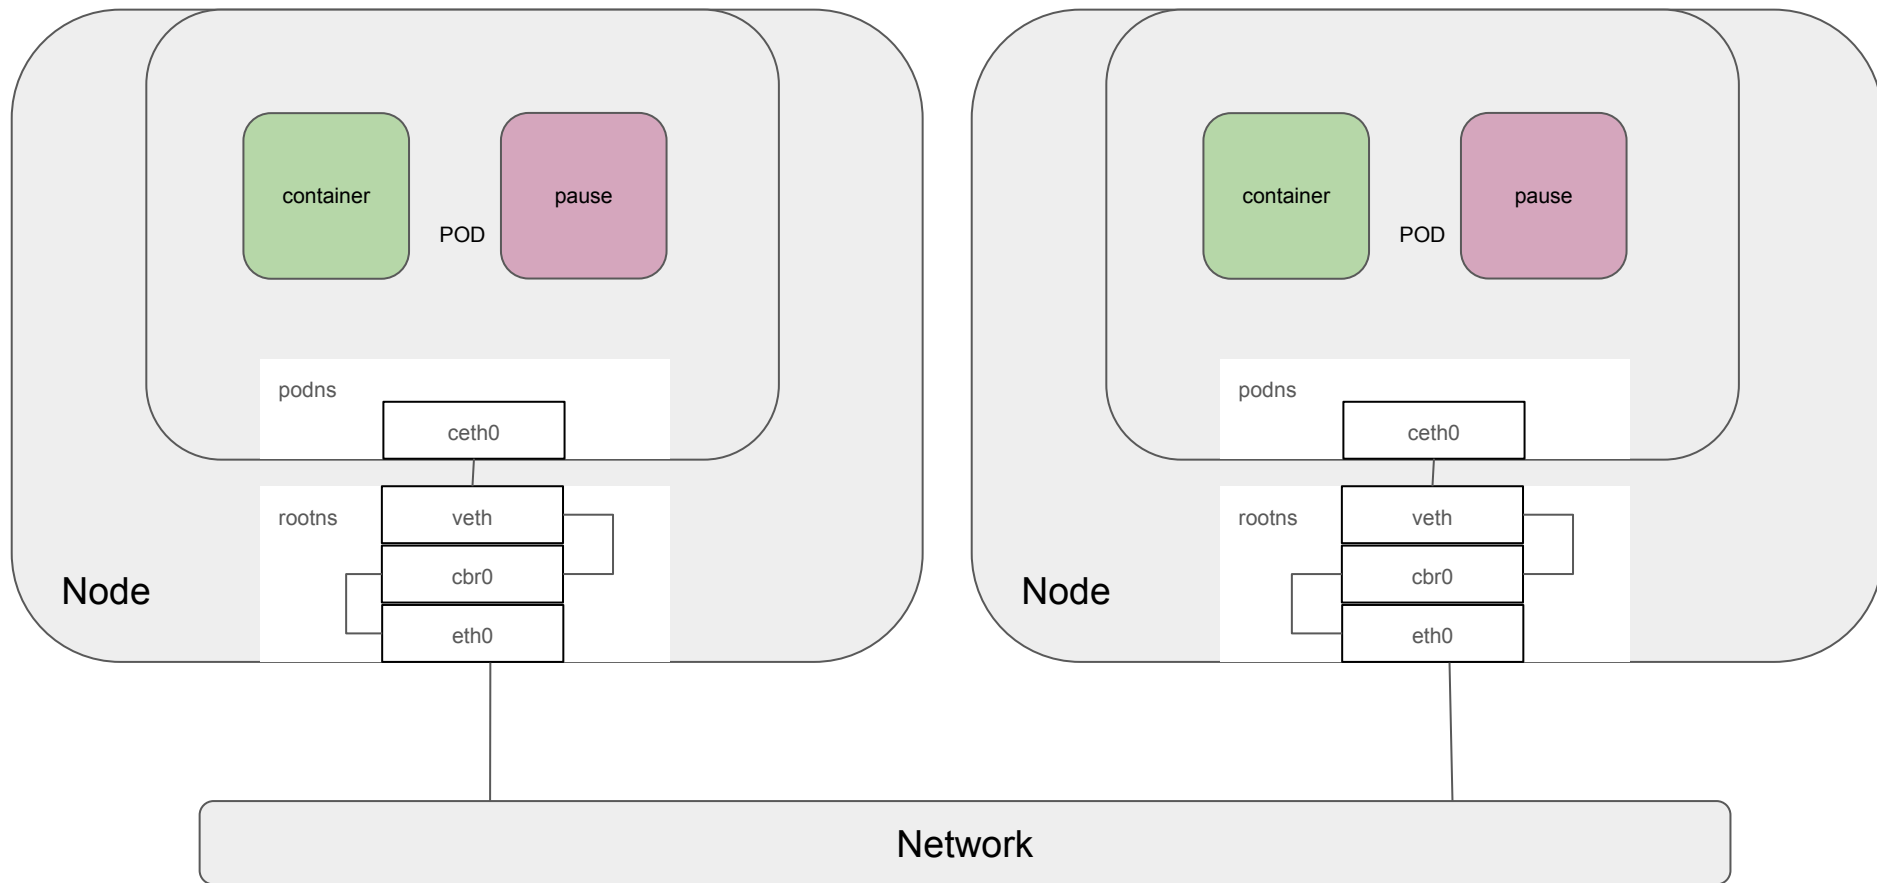 container
pause
POD
podns
ceth0
rootns
veth
cbr0
eth0
Node
container
pause
POD
podns
ceth0
rootns
veth
cbr0
eth0
Node
Network